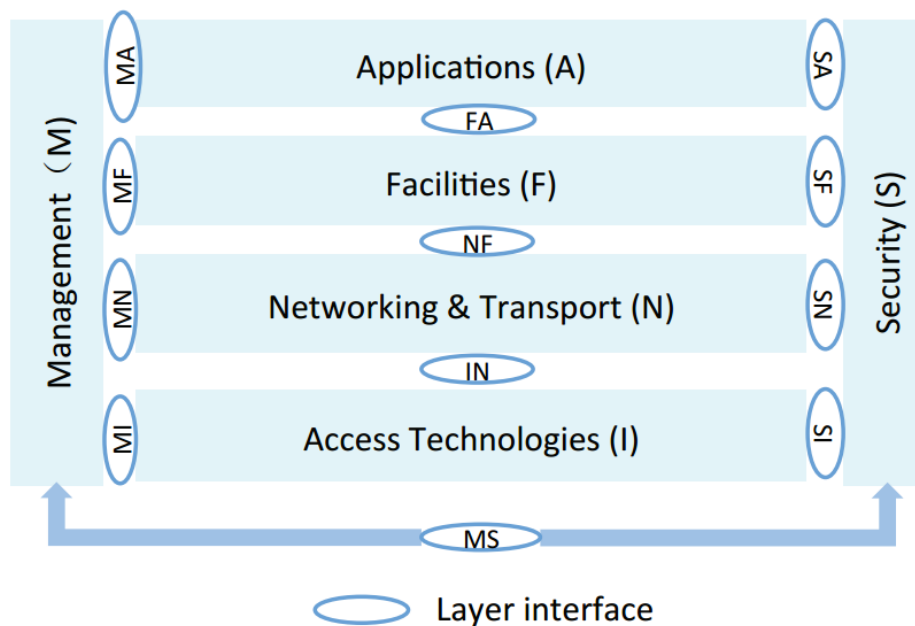 MA
Applications (A)
SA
FA
Management（M)
MF
Facilities (F)
SF
Security (S)
NF
MN
Networking & Transport (N)
SN
IN
MI
Access Technologies (I)
SI
MS
Layer interface